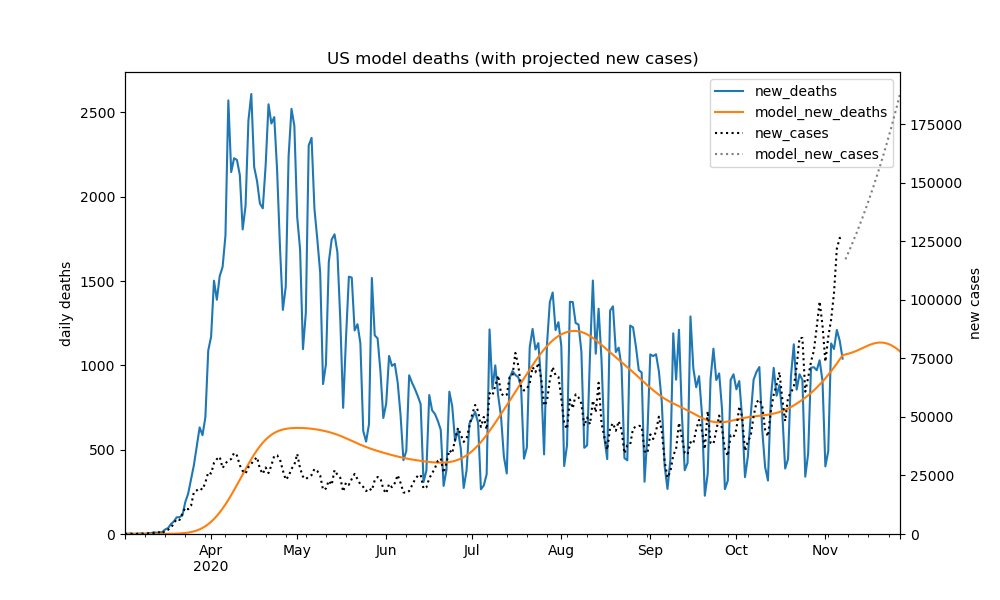 US model deaths (with projected new cases)
new_deaths
model_new_deaths
new_cases
model_new_cases
2500
2000
1500
1000
500
0
daily deaths
175000
150000
125000
100000
75000
50000
25000
0
new cases
Apr May Jun Jul Aug Sep Oct Nov
2020